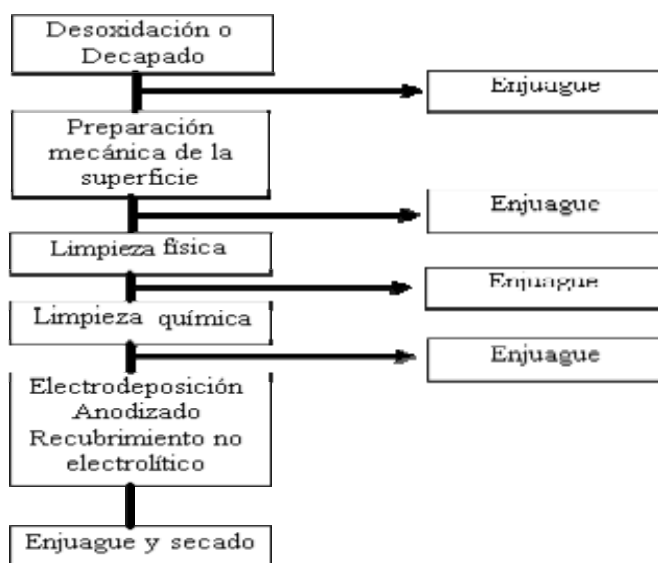 Desoxidación o
Decapado
Enjuague
Preparación
mecánica de la
superficie
Enjuague
Limpieza física
Enjuague
Limpieza química
Enjuague
Electrodeposición
Anodizado
Recubrimiento no
electrolítico
Enjuague y secado